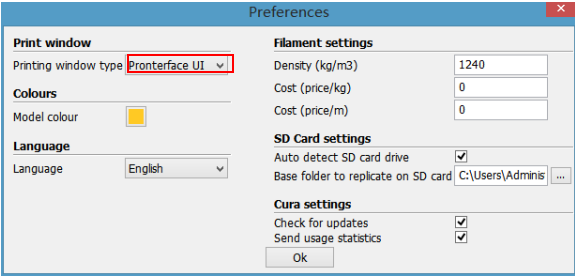 Preferences
Print window
Printing window type Pronterface UI
Colours
Model colour
Language
Language English
Filament settings
Density (kg/m3) 1240
Cost (price/kg) 0
Cost (price/m) 0
SD Card settings
Auto detect SD card drive
Base folder to replicate on SD card C:\Users\Adminis ...
Cura settings
Check for updates
Send usage statistics
Ok